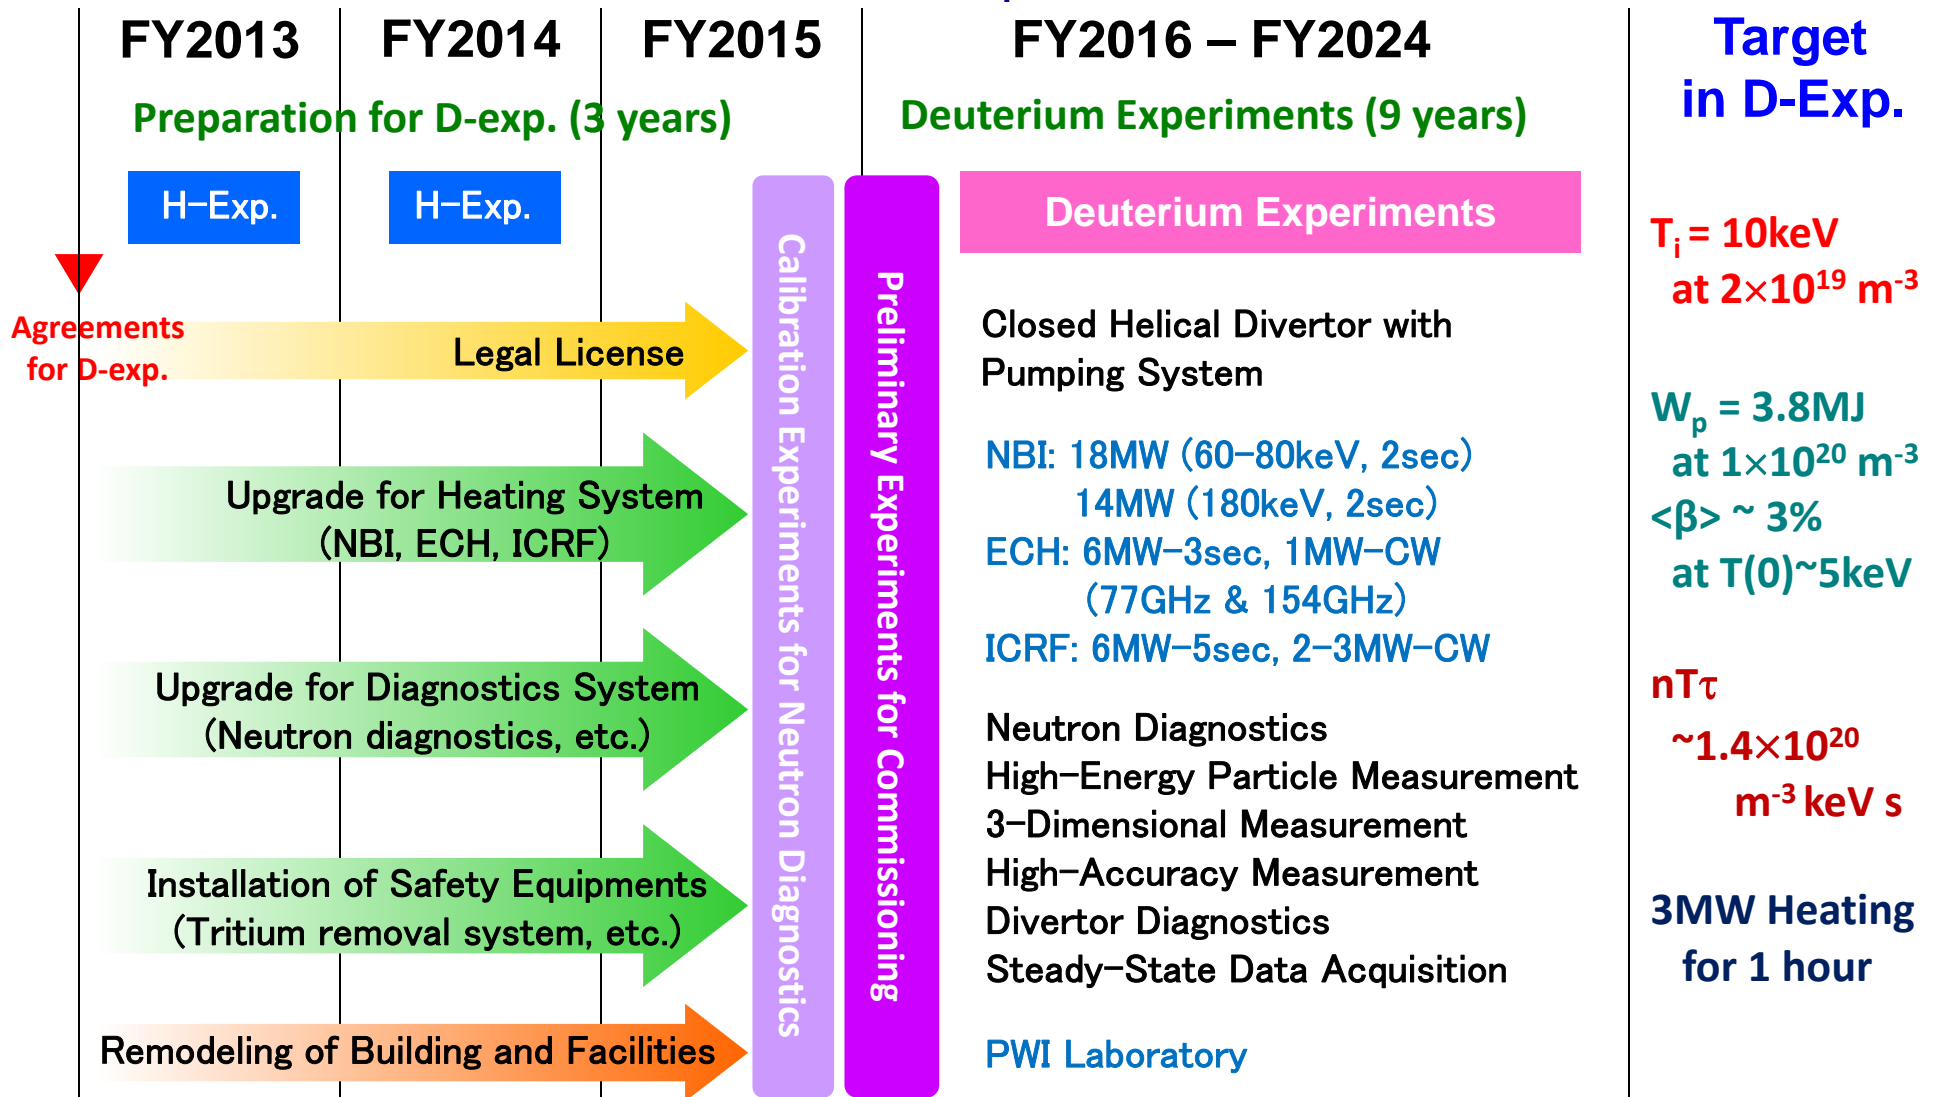 FY2013
FY2014
FY2015
FY2016 – FY2024
Target
in D-Exp.
Preparation for D-exp. (3 years)
Deuterium Experiments (9 years)
H-Exp.
H-Exp.
Deuterium Experiments
Agreements
for D-exp.
Legal License
Upgrade for Heating System
(NBI, ECH, ICRF)
Upgrade for Diagnostics System
(Neutron diagnostics, etc.)
Installation of Safety Equipments
(Tritium removal system, etc.)
Remodeling of Building and Facilities
Calibration Experiments for Neutron Diagnostics
Preliminary Experiments for Commissioning
Closed Helical Divertor with
Pumping System
NBI: 18MW (60-80keV, 2sec)
14MW (180keV, 2sec)
ECH: 6MW-3sec, 1MW-CW
(77GHz & 154GHz)
ICRF: 6MW-5sec, 2-3MW-CW
Neutron Diagnostics
High-Energy Particle Measurement
3-Dimensional Measurement
High-Accuracy Measurement
Divertor Diagnostics
Steady-State Data Acquisition
PWI Laboratory
Tᵢ = 10keV
at 2×10¹⁹ m⁻³
Wₚ = 3.8MJ
at 1×10²⁰ m⁻³
<β> ~ 3%
at T(0)~5keV
nTτ
~1.4×10²⁰
m⁻³ keV s
3MW Heating
for 1 hour